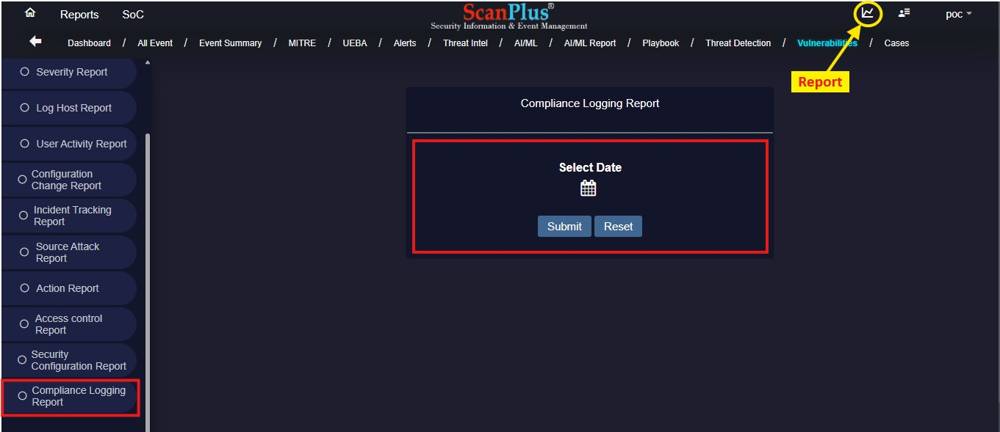 Reports SoC
ScanPlus®
Security Information & Event Management
poc
Dashboard / All Event / Event Summary / MITRE / UEBA / Alerts / Threat Intel / AI/ML / AI/ML Report / Playbook / Threat Detection / Vulnerabilities / Cases
Report
Severity Report
Log Host Report
User Activity Report
Configuration
Change Report
Incident Tracking
Report
Source Attack
Report
Action Report
Access control
Report
Security
Configuration Report
Compliance Logging
Report
Compliance Logging Report
Select Date
Submit Reset